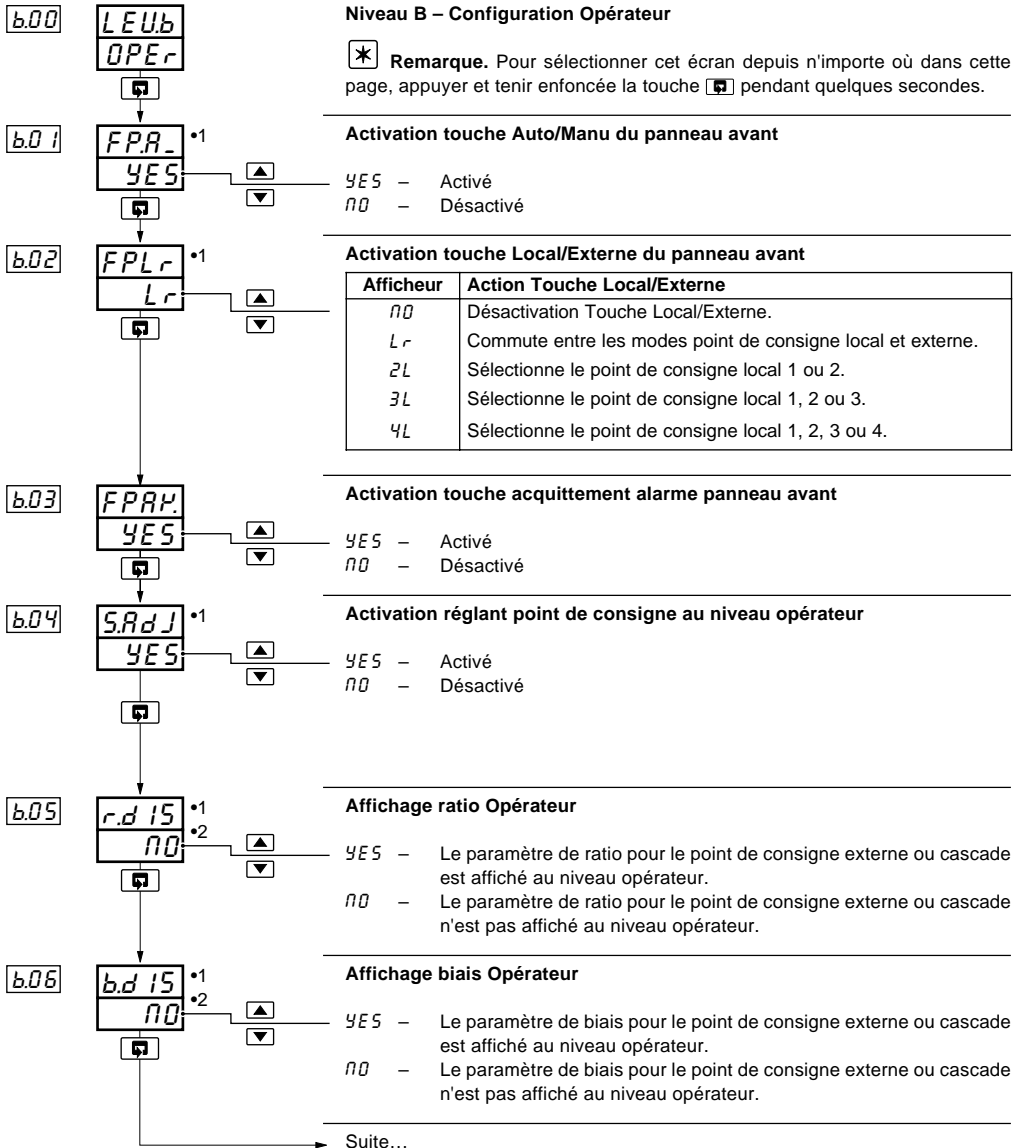 b.00
LEU.b
OPEr
Niveau B – Configuration Opérateur
Remarque. Pour sélectionner cet écran depuis n'importe où dans cette
page, appuyer et tenir enfoncée la touche pendant quelques secondes.
b.01
FP.A_
•1
YES
Activation touche Auto/Manu du panneau avant
YES – Activé
NO – Désactivé
b.02
FPLr
•1
Lr
Activation touche Local/Externe du panneau avant
Afficheur Action Touche Local/Externe
NO Désactivation Touche Local/Externe.
Lr Commute entre les modes point de consigne local et externe.
2L Sélectionne le point de consigne local 1 ou 2.
3L Sélectionne le point de consigne local 1, 2 ou 3.
4L Sélectionne le point de consigne local 1, 2, 3 ou 4.
b.03
FPAK.
YES
Activation touche acquittement alarme panneau avant
YES – Activé
NO – Désactivé
b.04
S.AdJ
•1
YES
Activation réglant point de consigne au niveau opérateur
YES – Activé
NO – Désactivé
b.05
r.dIS
•1
•2
NO
Affichage ratio Opérateur
YES – Le paramètre de ratio pour le point de consigne externe ou cascade
est affiché au niveau opérateur.
NO – Le paramètre de ratio pour le point de consigne externe ou cascade
n'est pas affiché au niveau opérateur.
b.06
b.dIS
•1
•2
NO
Affichage biais Opérateur
YES – Le paramètre de biais pour le point de consigne externe ou cascade
est affiché au niveau opérateur.
NO – Le paramètre de biais pour le point de consigne externe ou cascade
n'est pas affiché au niveau opérateur.
Suite…